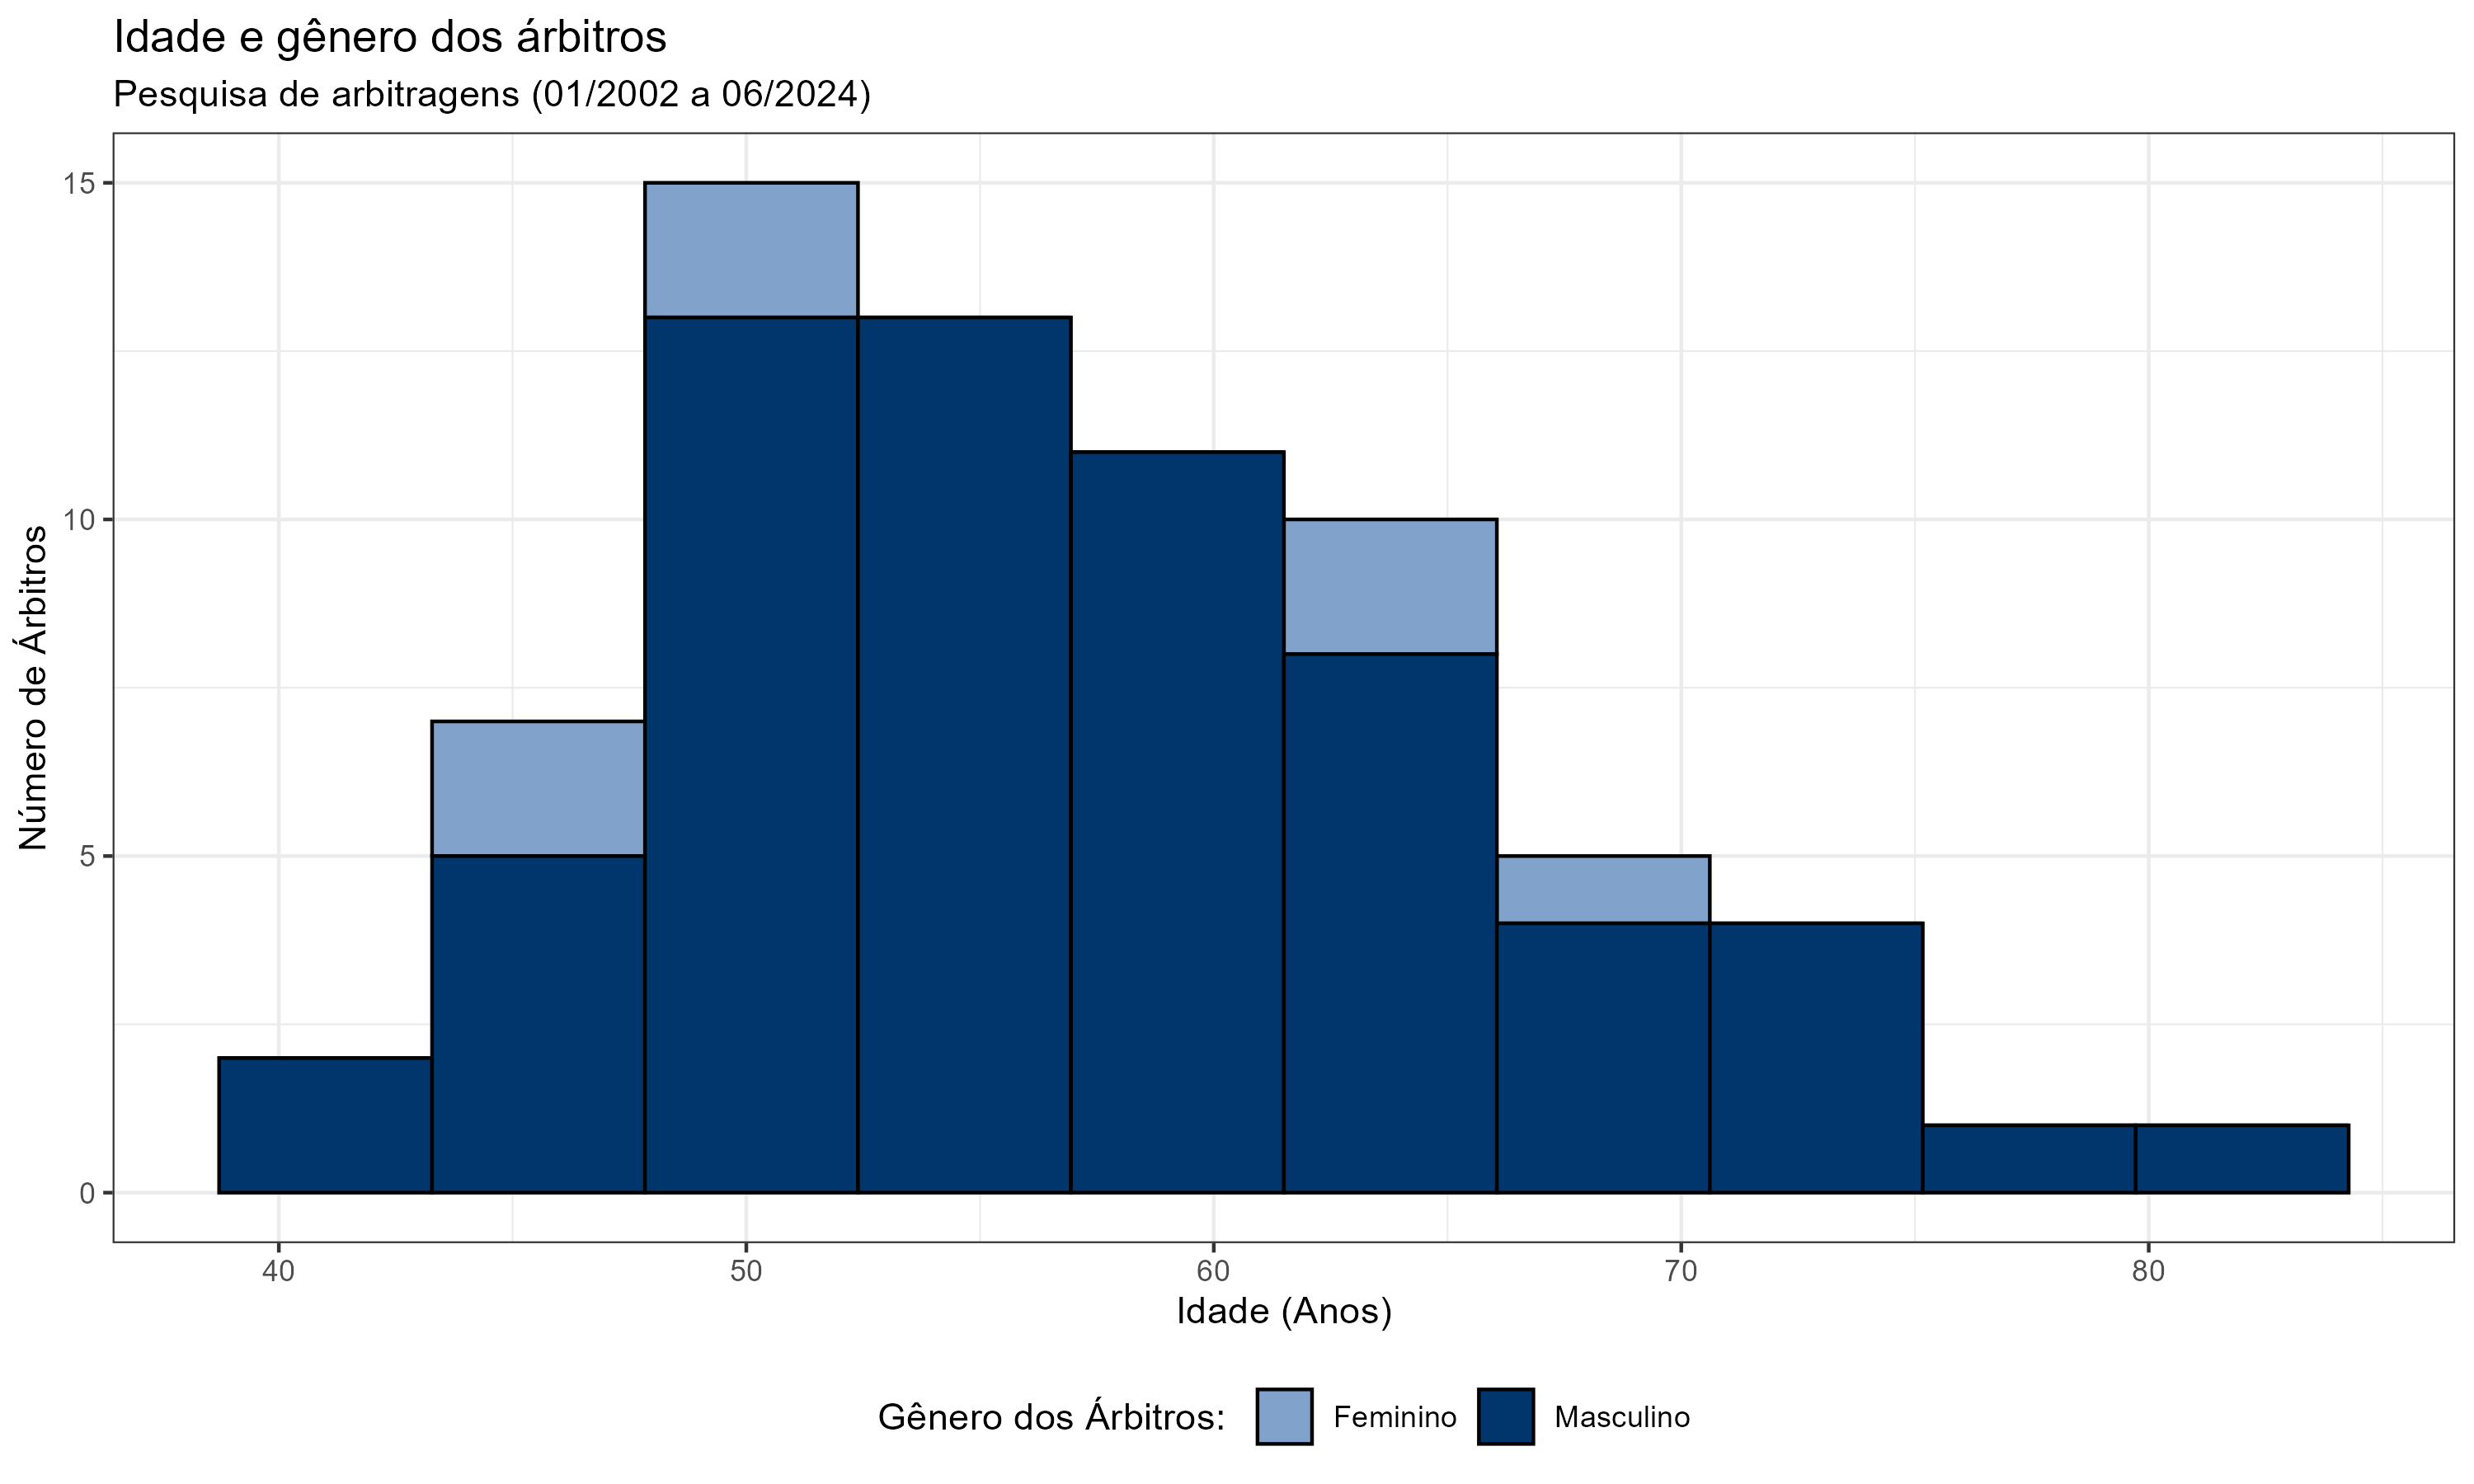 Idade e gênero dos árbitros
Pesquisa de arbitragens (01/2002 a 06/2024)
Número de Árbitros
15
10
5
0
40 50 60 70 80
Idade (Anos)
Gênero dos Árbitros: Feminino Masculino